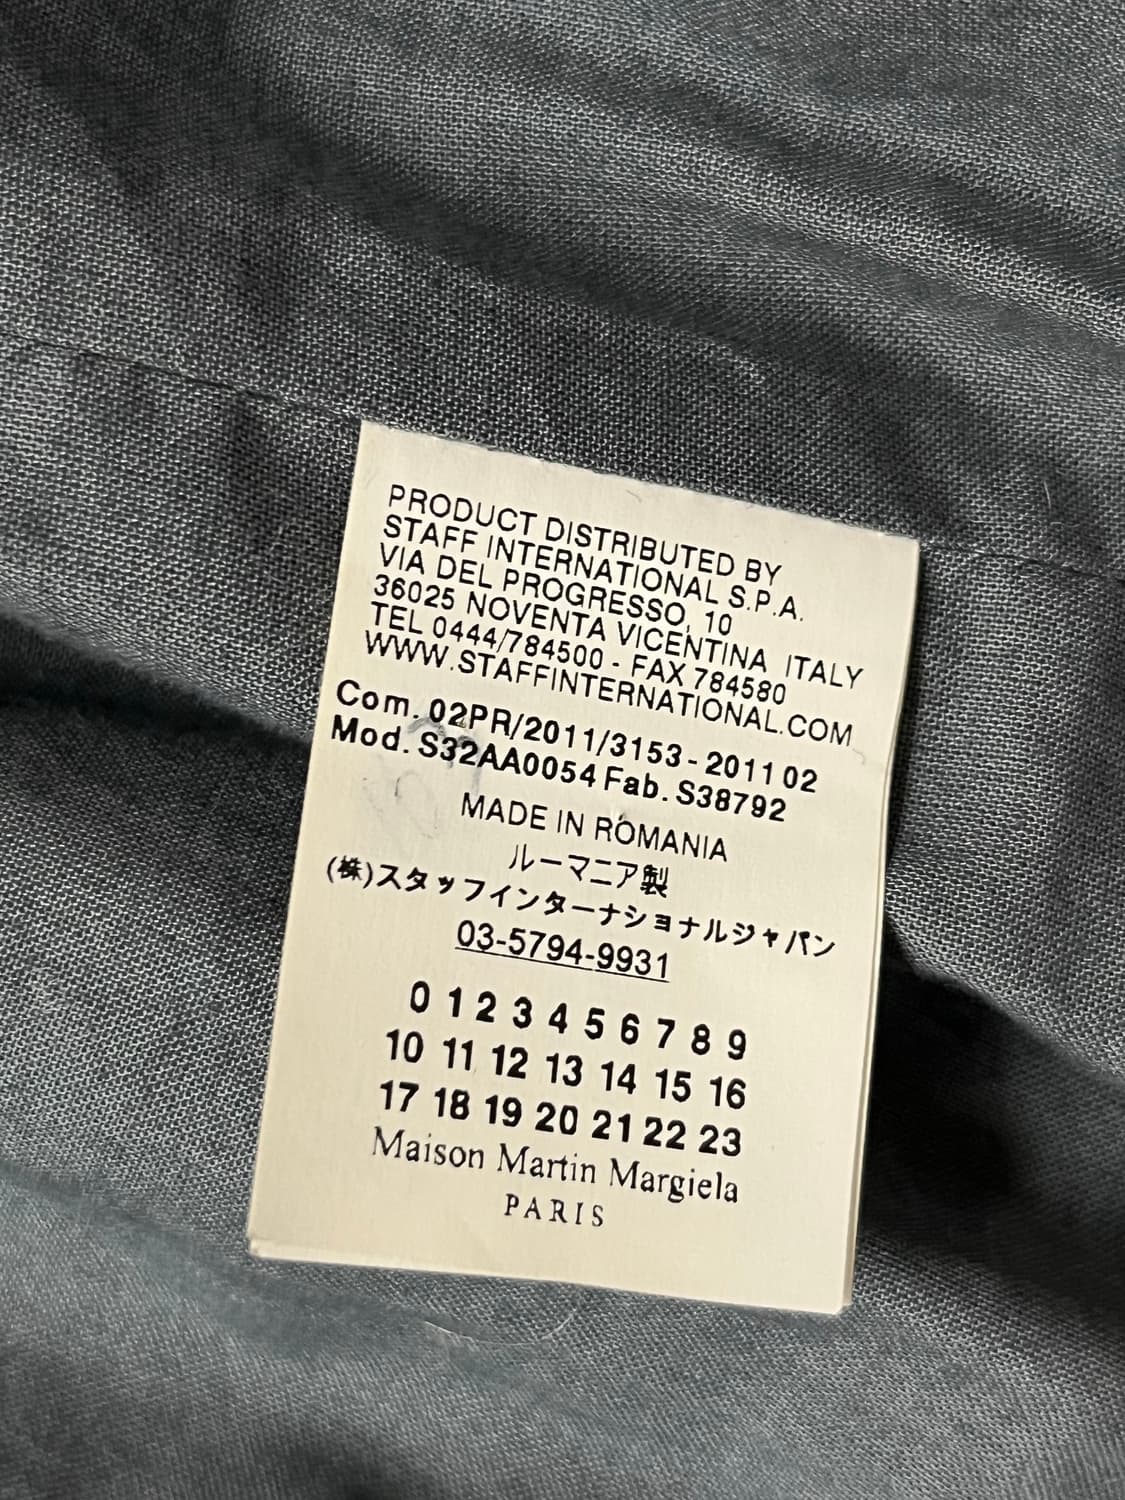 PRODUCT DISTRIBUTED BY
STAFF INTERNATIONAL S.P.A.
VIA DEL PROGRESSO, 10
36025 NOVENTA VICENTINA ITALY
TEL 0444/784500 - FAX 784580
WWW.STAFFINTERNATIONAL.COM
Com. 02PR/2011/3153 - 2011 02
Mod. S32AA0054 Fab. S38792
MADE IN ROMANIA
ルーマニア製
(株)スタッフインターナショナルジャパン
03-5794-9931
0 1 2 3 4 5 6 7 8 9
10 11 12 13 14 15 16
17 18 19 20 21 22 23
Maison Martin Margiela
PARIS